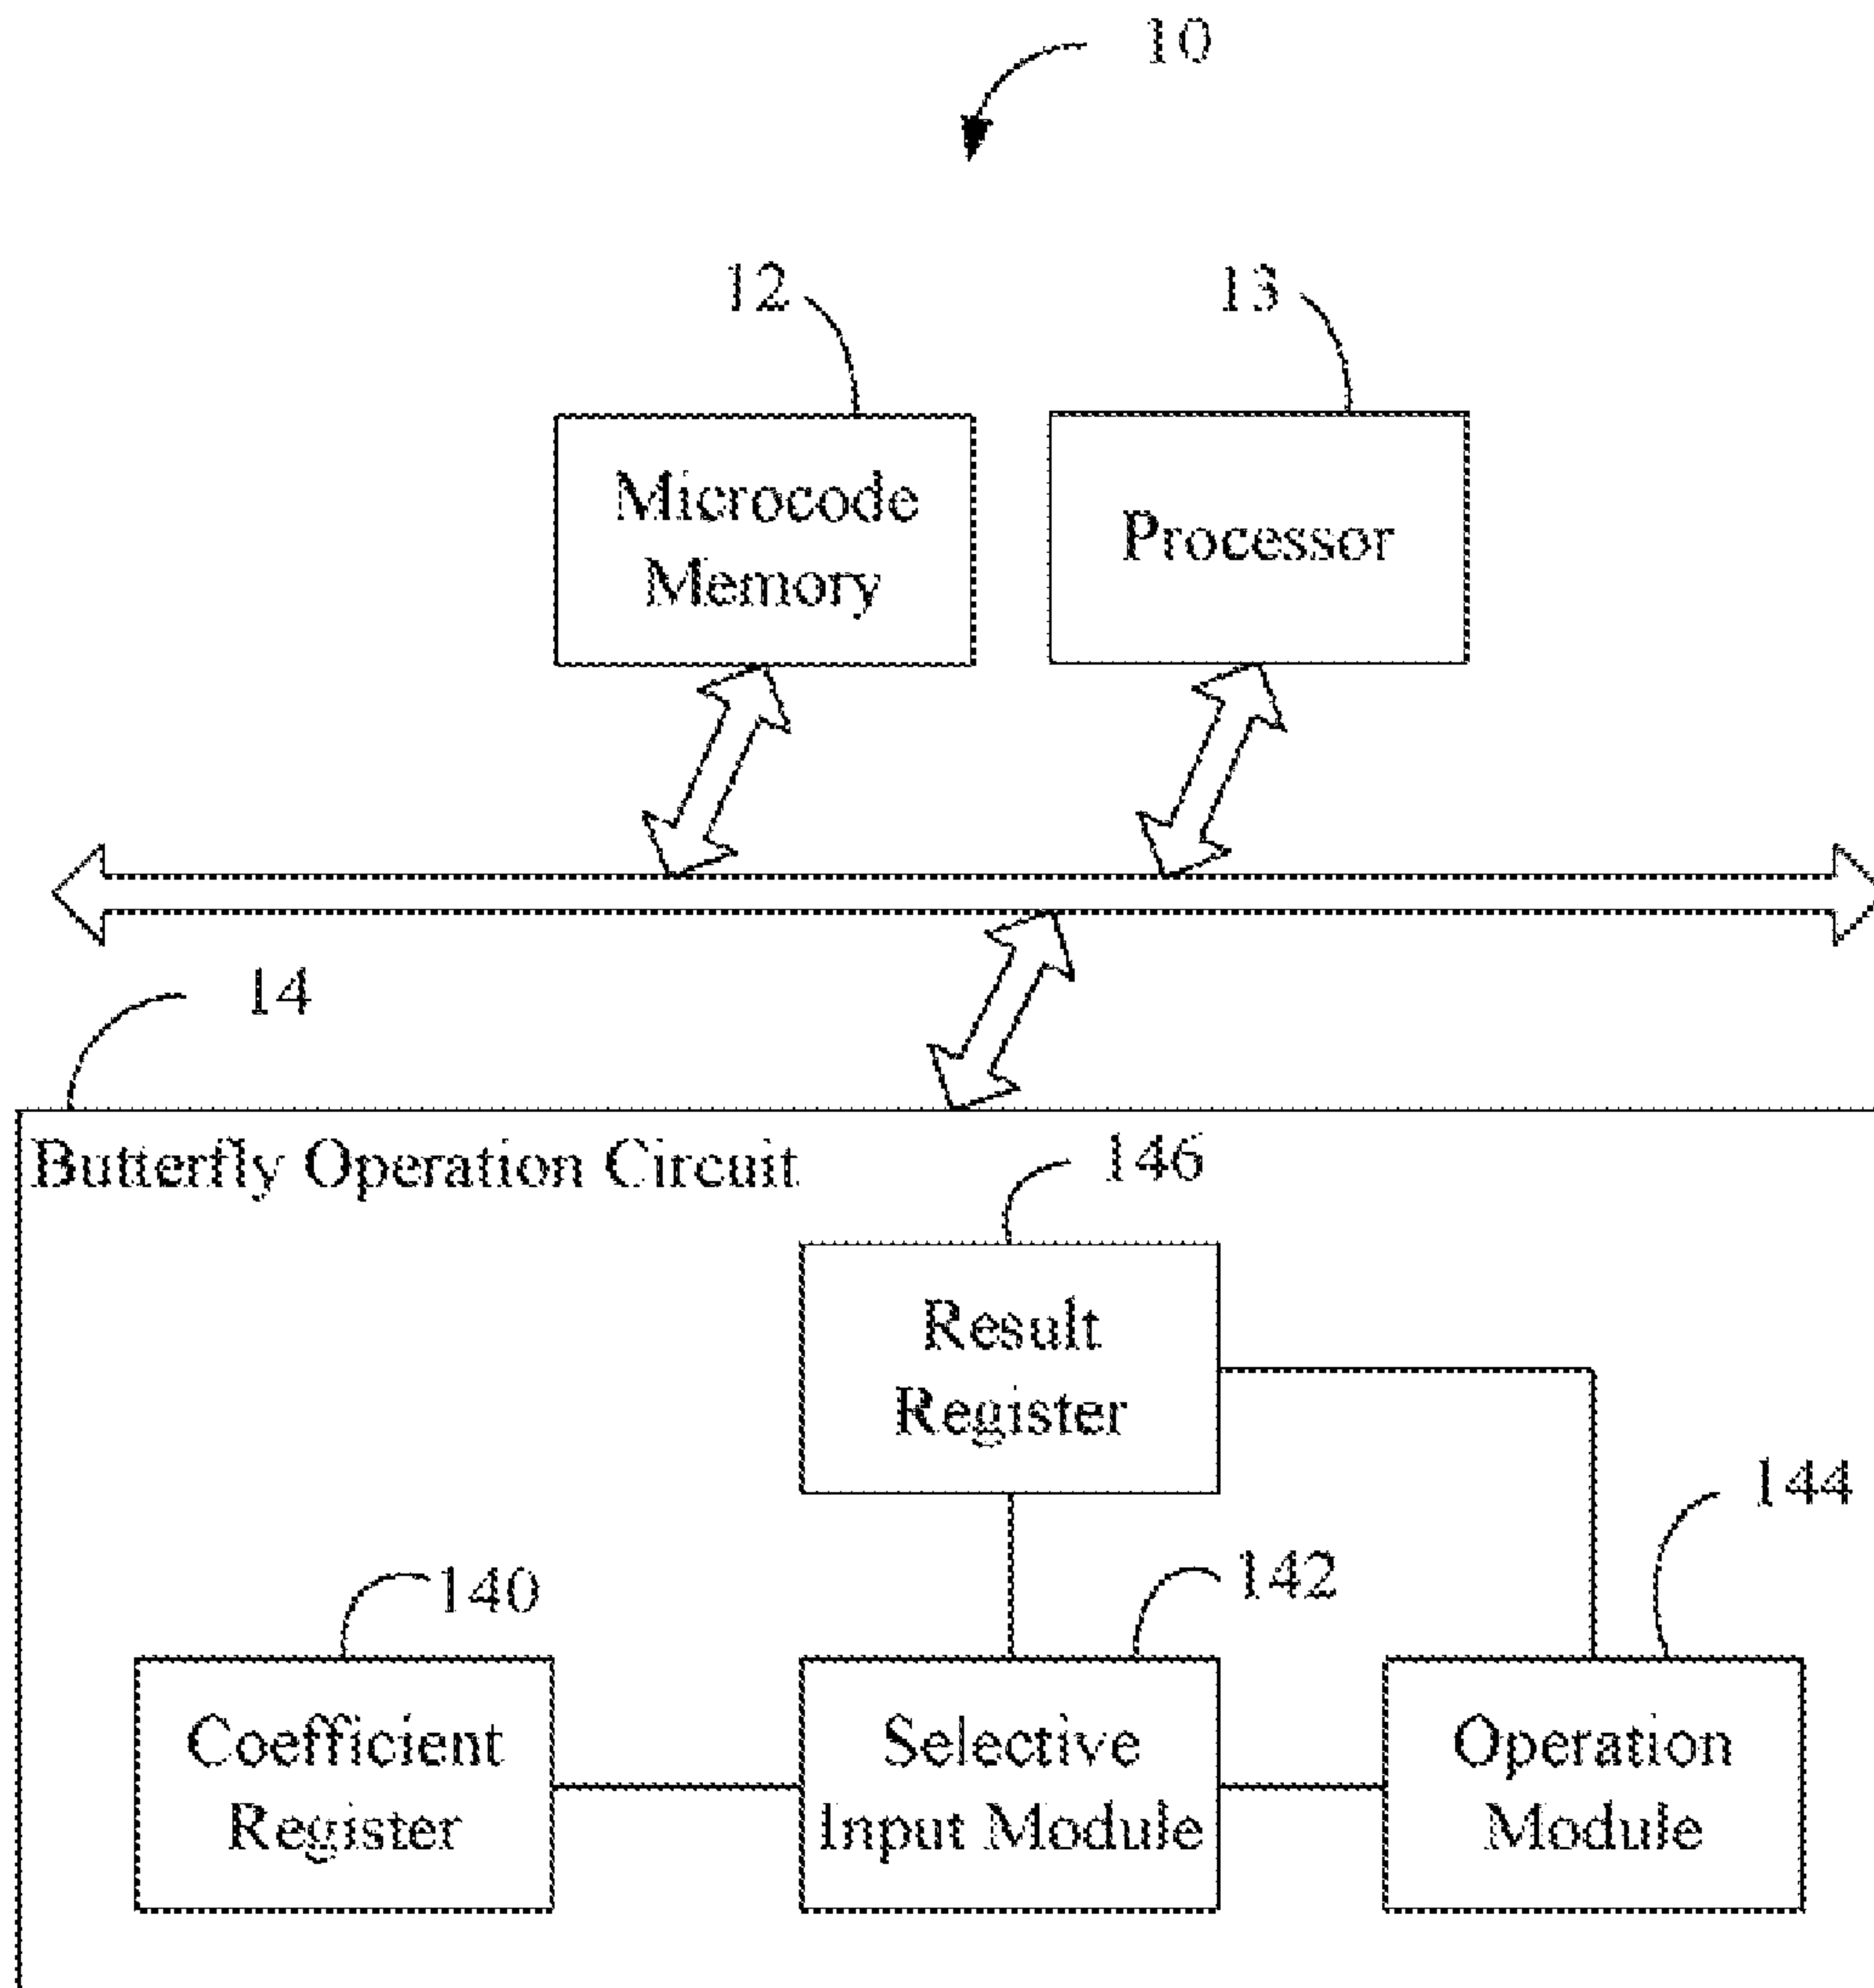 10
12
13
Microcode
Memory
Processor
14
Butterfly Operation Circuit
146
Result
Register
144
140
142
Coefficient
Register
Selective
Input Module
Operation
Module